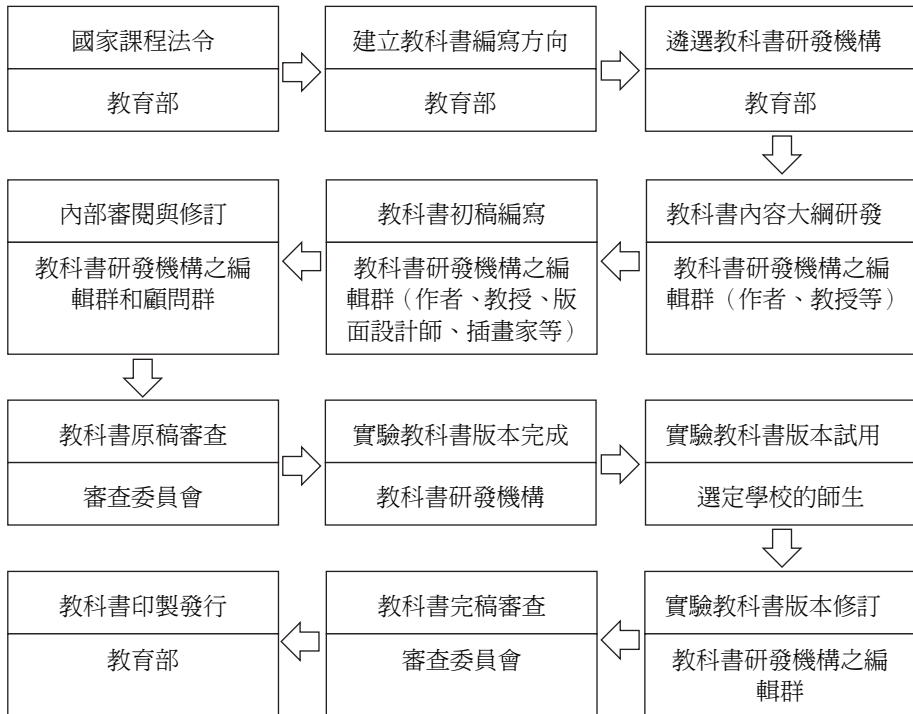 國家課程法令
教育部
建立教科書編寫方向
教育部
遴選教科書研發機構
教育部
教科書內容大綱研發
教科書研發機構之編
輯群（作者、教授等）
教科書初稿編寫
教科書研發機構之編
輯群（作者、教授、版
面設計師、插畫家等）
內部審閱與修訂
教科書研發機構之編
輯群和顧問群
教科書原稿審查
審查委員會
實驗教科書版本完成
教科書研發機構
實驗教科書版本試用
選定學校的師生
實驗教科書版本修訂
教科書研發機構之編
輯群
教科書完稿審查
審查委員會
教科書印製發行
教育部